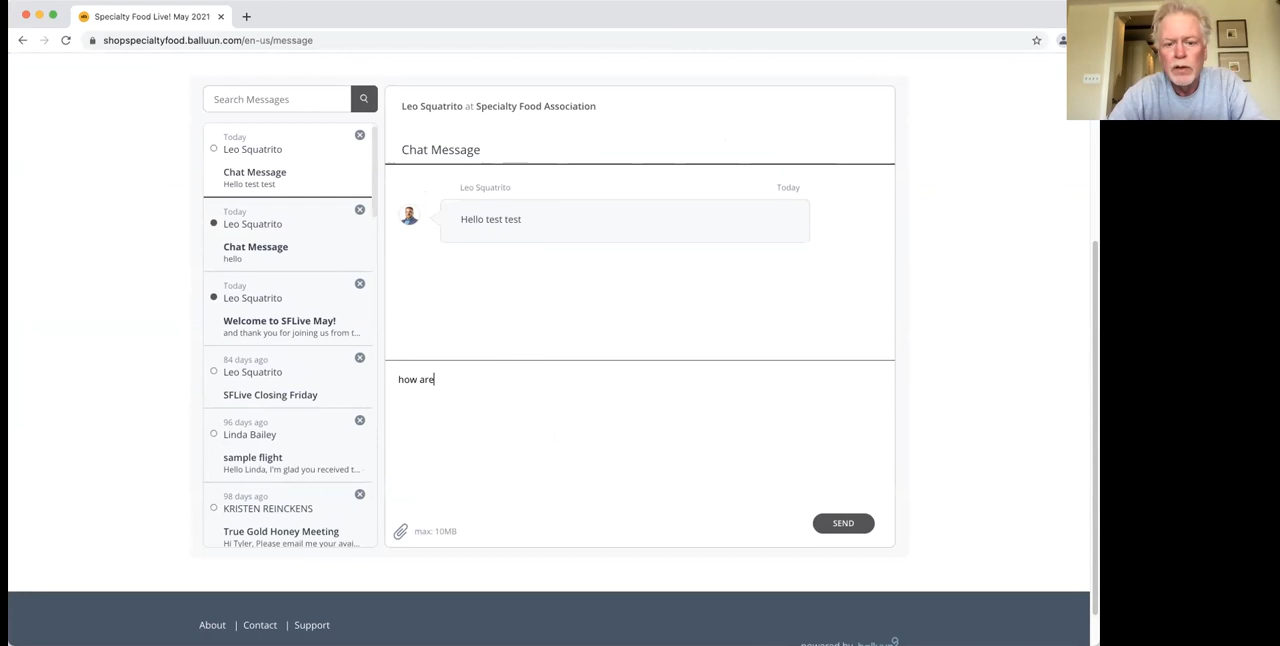 Specialty Food Live! May 2021
shopspecialtyfood.balluun.com/en-us/message
Search Messages
Today
Leo Squatrito
Chat Message
Hello test test
Today
Leo Squatrito
Chat Message
hello
Today
Leo Squatrito
Welcome to SFLive May!
and thank you for joining us from t...
84 days ago
Leo Squatrito
SFLive Closing Friday
96 days ago
Linda Bailey
sample flight
Hello Linda, I'm glad you received t...
98 days ago
KRISTEN REINCKENS
True Gold Honey Meeting
Hi Tyler, Please email me your avai...
Leo Squatrito at Specialty Food Association
Chat Message
Leo Squatrito Today
Hello test test
how are
max: 10MB
SEND
About | Contact | Support
powered by balluun